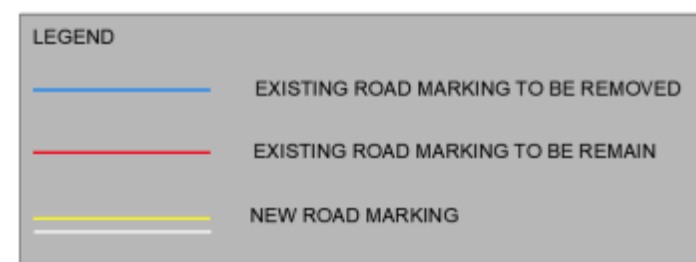 LEGEND
EXISTING ROAD MARKING TO BE REMOVED
EXISTING ROAD MARKING TO BE REMAIN
NEW ROAD MARKING